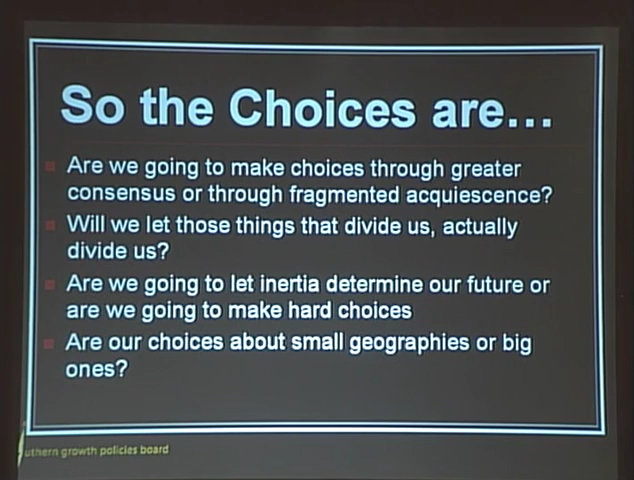 So the Choices are...
Are we going to make choices through greater
consensus or through fragmented acquiescence?
Will we let those things that divide us, actually
divide us?
Are we going to let inertia determine our future or
are we going to make hard choices
Are our choices about small geographies or big
ones?
uthern growth policies board